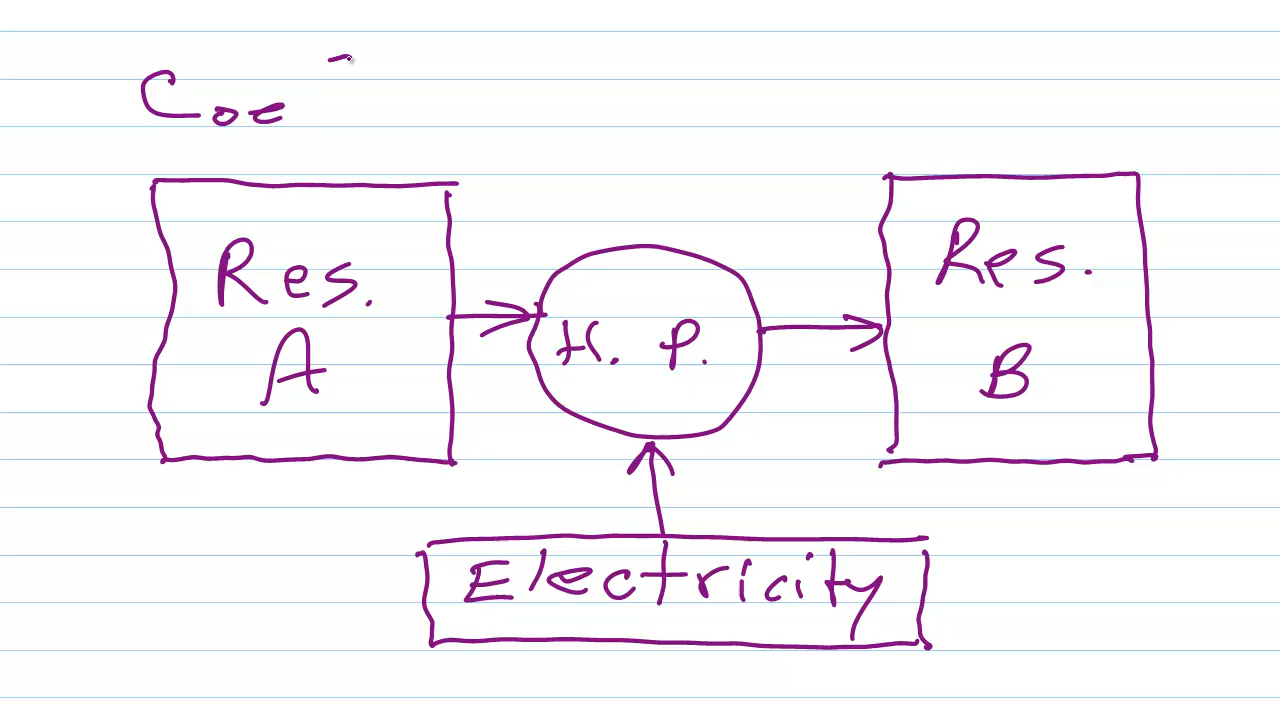 Coe
Res.
A
H. P.
Res.
B
Electricity